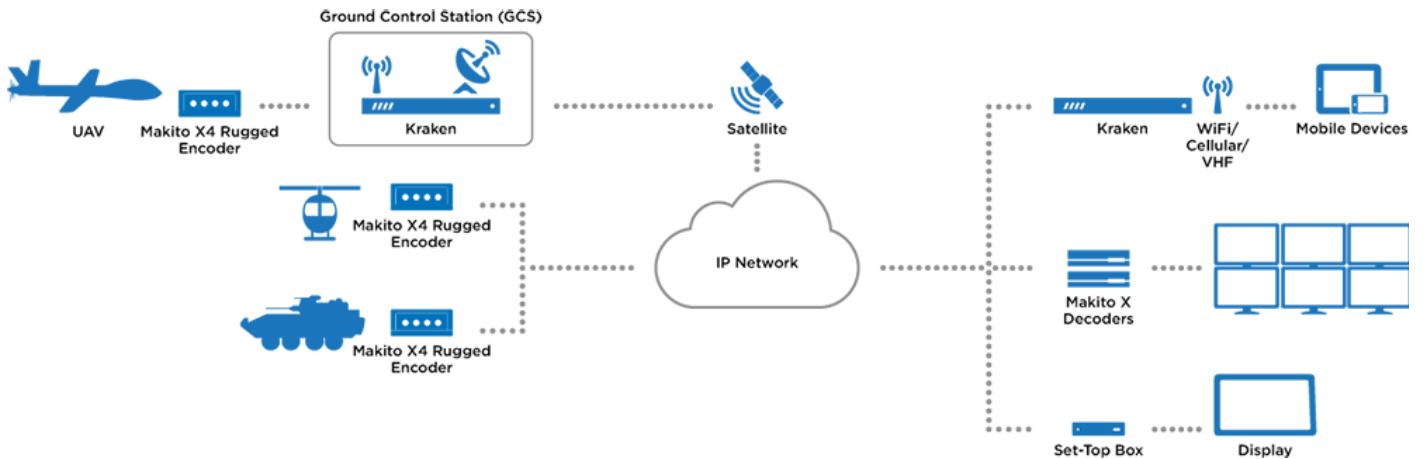 Ground Control Station (GCS)
UAV
Makito X4 Rugged
Encoder
Kraken
Satellite
Kraken
WiFi/
Cellular/
VHF
Mobile Devices
Makito X4 Rugged
Encoder
IP Network
Makito X
Decoders
Makito X4 Rugged
Encoder
Set-Top Box
Display